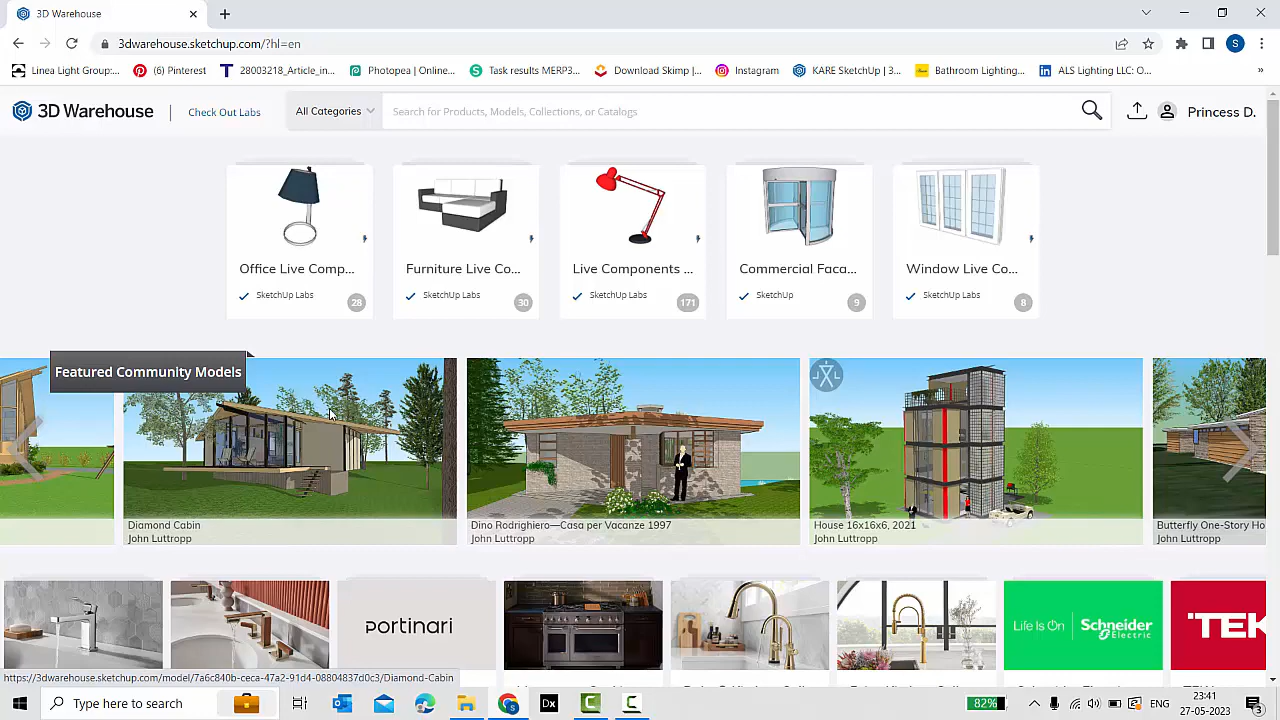 3D Warehouse
3dwarehouse.sketchup.com/?hl=en
S
Linea Light Group:...
(6) Pinterest
28003218_Article_in...
Photopea | Online...
Task results MERP3...
Download Skimp | ...
Instagram
KARE SketchUp | 3...
Bathroom Lighting...
ALS Lighting LLC: O...
»
3D Warehouse
Check Out Labs
All Categories
Search for Products, Models, Collections, or Catalogs
Princess D.
Office Live Comp...
SketchUp Labs
28
Furniture Live Co...
SketchUp Labs
30
Live Components ...
SketchUp Labs
171
Commercial Faca...
SketchUp
9
Window Live Co...
SketchUp Labs
8
Featured Community Models
Diamond Cabin
John Luttropp
Dino Rodrighiero—Casa per Vacanze 1997
John Luttropp
House 16x16x6, 2021
John Luttropp
Butterfly One-Story Ho
John Luttropp
portinari
Life Is On | Schneider Electric
TEK
https://3dwarehouse.sketchup.com/model/7a6c840b-ceca-47a2-91d4-08804837d0c3/Diamond-Cabin
Type here to search
Dx
82%
ENG
23:41
27-05-2023
3